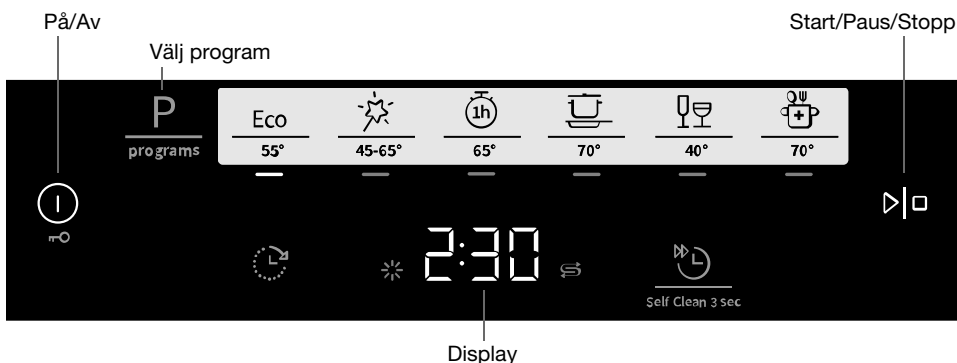 På/Av
Start/Paus/Stopp
Välj program
P
programs
Eco
1h
55°
45-65°
65°
70°
40°
70°
2:30
Self Clean 3 sec
Display